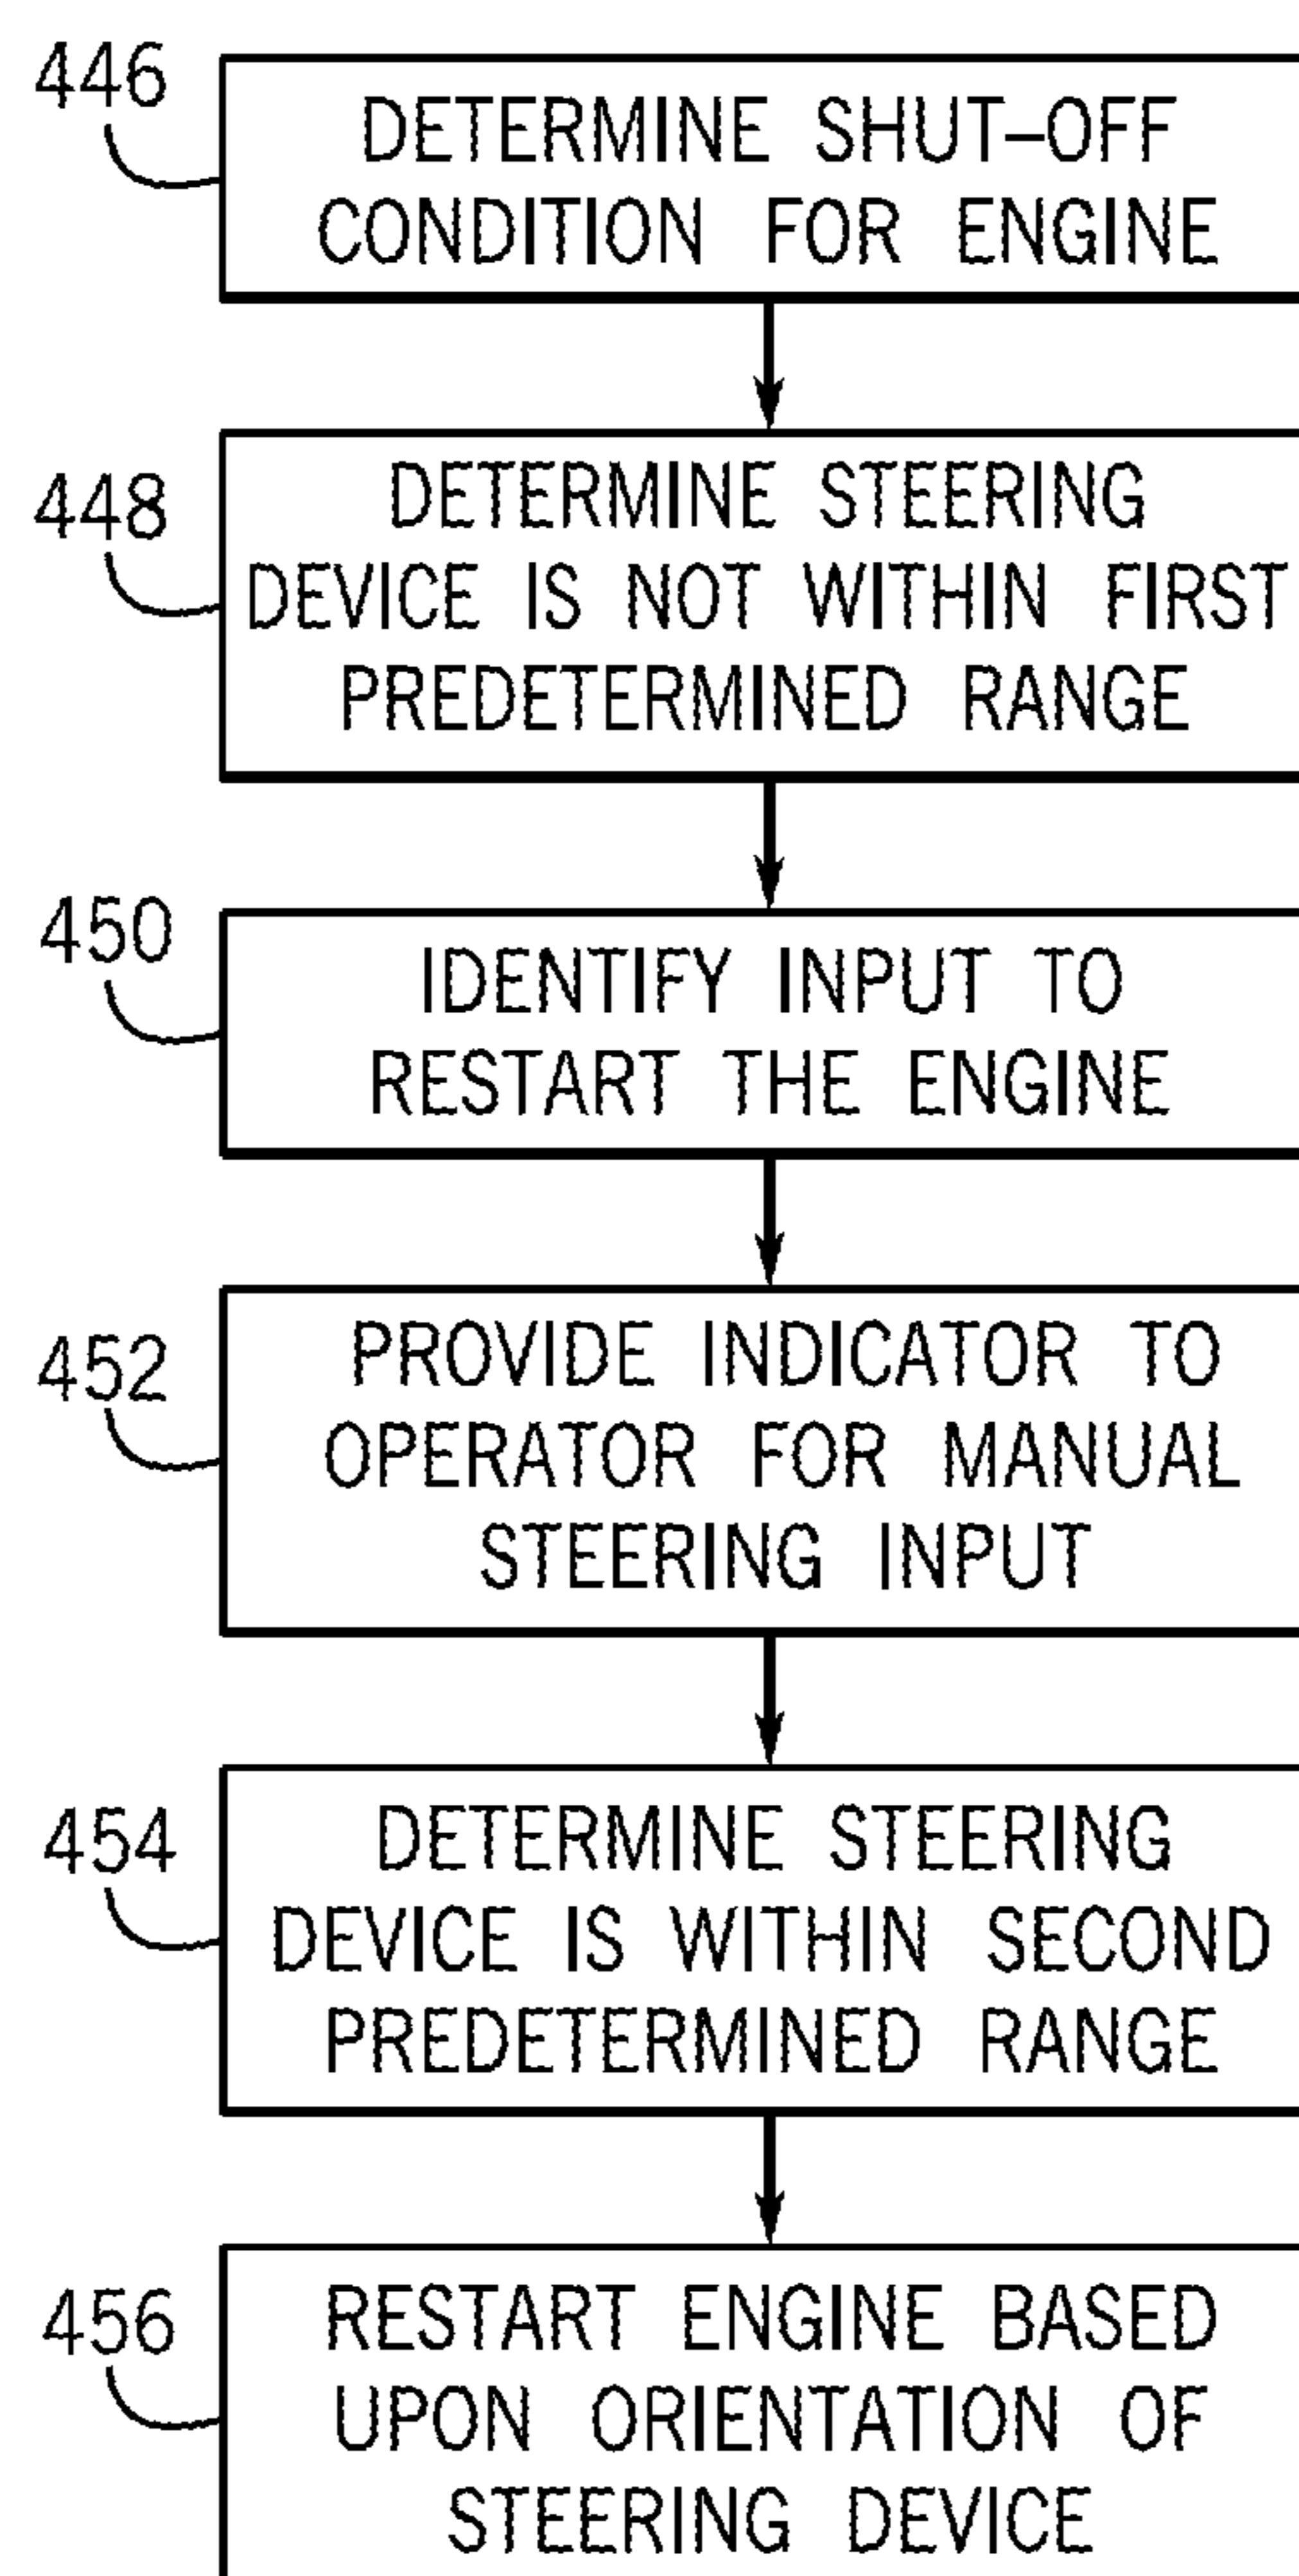 446
DETERMINE SHUT-OFF
CONDITION FOR ENGINE
448
DETERMINE STEERING
DEVICE IS NOT WITHIN FIRST
PREDETERMINED RANGE
450
IDENTIFY INPUT TO
RESTART THE ENGINE
452
PROVIDE INDICATOR TO
OPERATOR FOR MANUAL
STEERING INPUT
454
DETERMINE STEERING
DEVICE IS WITHIN SECOND
PREDETERMINED RANGE
456
RESTART ENGINE BASED
UPON ORIENTATION OF
STEERING DEVICE